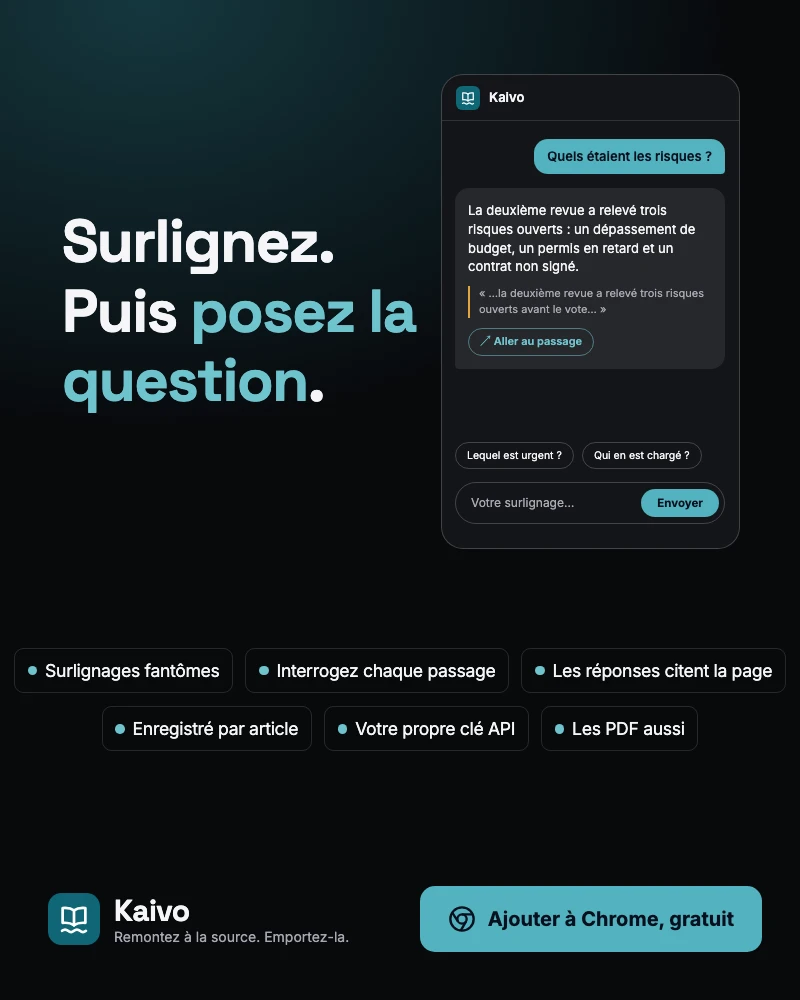 Surlignez.
Puis posez la
question.
Kaivo
Quels étaient les risques ?
La deuxième revue a relevé trois
risques ouverts : un dépassement de
budget, un permis en retard et un
contrat non signé.
« …la deuxième revue a relevé trois risques
ouverts avant le vote… »
↗ Aller au passage
Lequel est urgent ?
Qui en est chargé ?
Votre surlignage…
Envoyer
Surlignages fantômes
Interrogez chaque passage
Les réponses citent la page
Enregistré par article
Votre propre clé API
Les PDF aussi
Kaivo
Remontez à la source. Emportez-la.
Ajouter à Chrome, gratuit